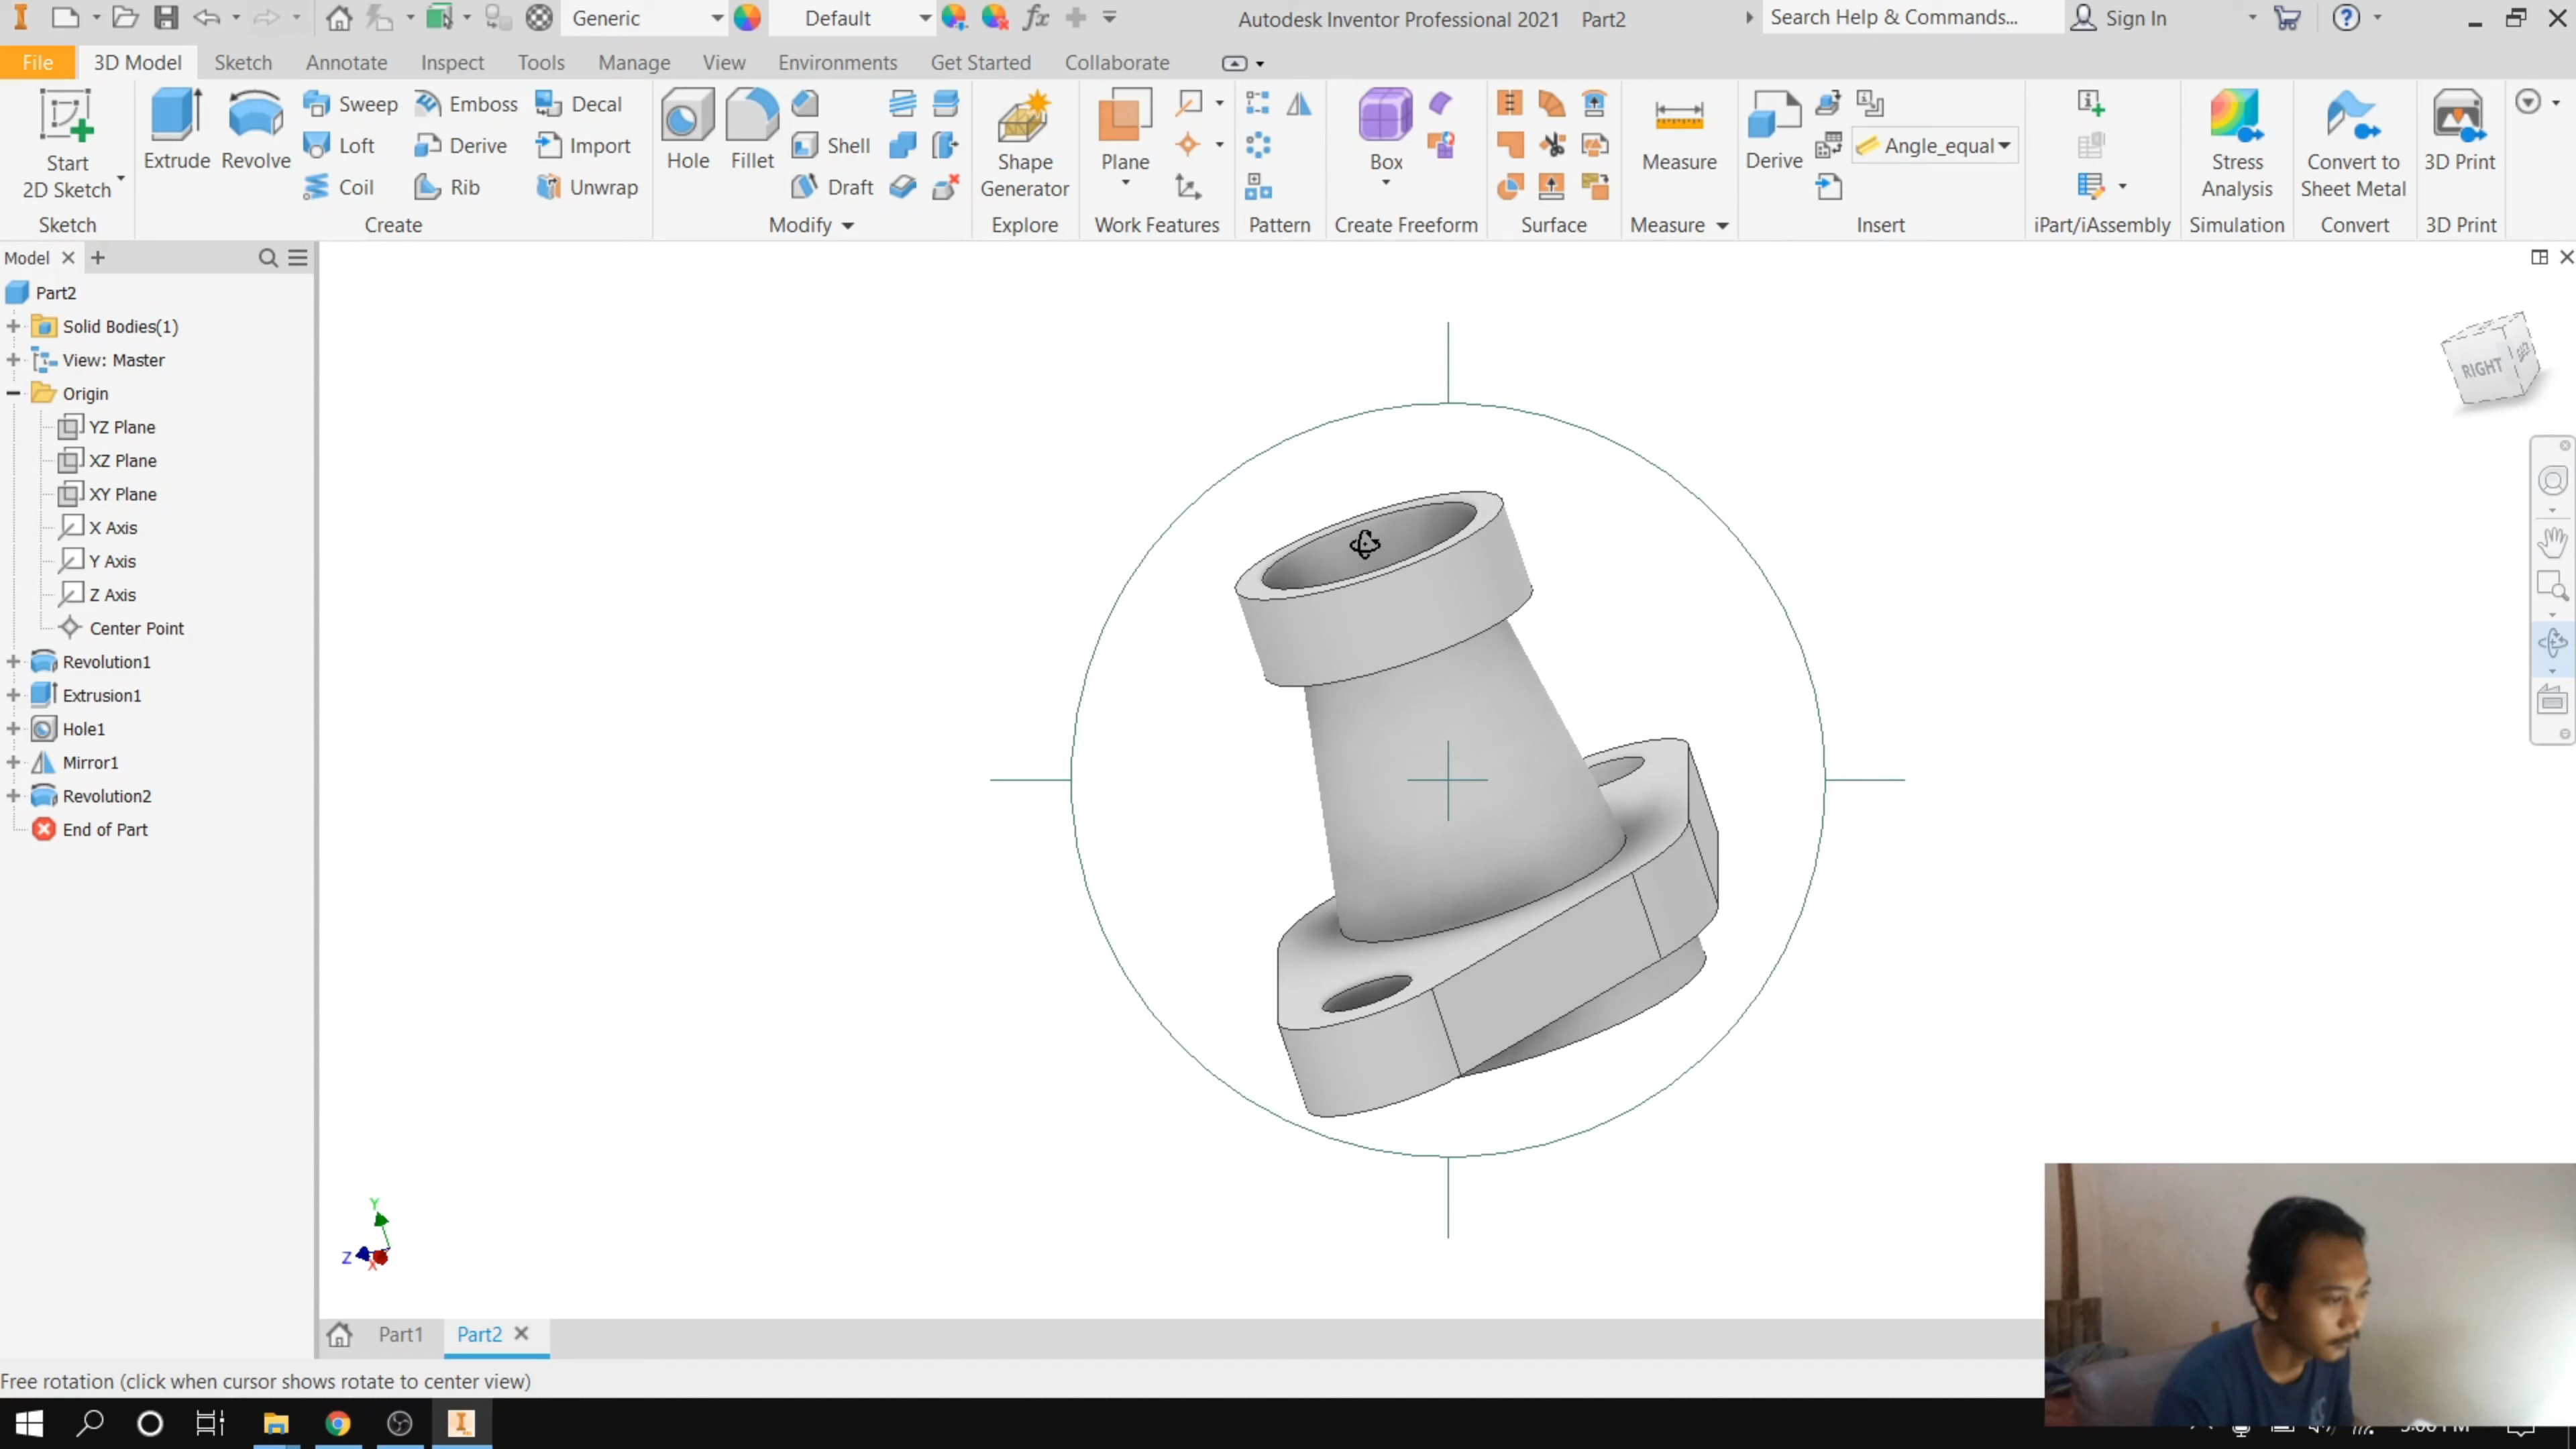 Generic
Default
Autodesk Inventor Professional 2021 Part2
Search Help & Commands...
Sign In
File 3D Model Sketch Annotate Inspect Tools Manage View Environments Get Started Collaborate
Start
2D Sketch
Sketch
Extrude
Revolve
Sweep
Loft
Coil
Emboss
Derive
Rib
Decal
Import
Unwrap
Create
Hole
Fillet
Shell
Draft
Modify
Shape
Generator
Explore
Plane
Work Features
Pattern
Box
Create Freeform
Surface
Measure
Measure
Derive
Angle_equal
Insert
iPart/iAssembly
Stress
Analysis
Simulation
Convert to
Sheet Metal
Convert
3D Print
3D Print
Model
Part2
Solid Bodies(1)
View: Master
Origin
YZ Plane
XZ Plane
XY Plane
X Axis
Y Axis
Z Axis
Center Point
Revolution1
Extrusion1
Hole1
Mirror1
Revolution2
End of Part
RIGHT
Y
Z
X
Part1
Part2
Free rotation (click when cursor shows rotate to center view)